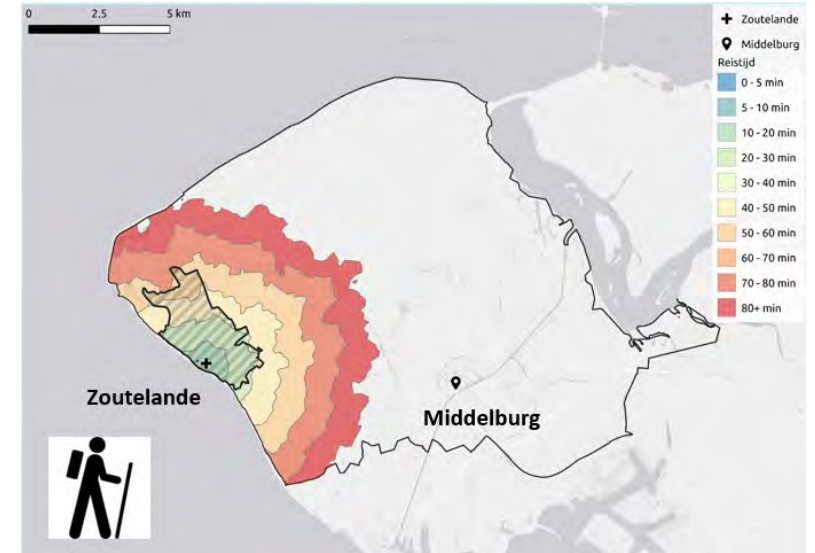 0 2.5 5 km
Zoutelande
Middelburg
Reistijd
0 - 5 min
5 - 10 min
10 - 20 min
20 - 30 min
30 - 40 min
40 - 50 min
50 - 60 min
60 - 70 min
70 - 80 min
80+ min
Zoutelande
Middelburg